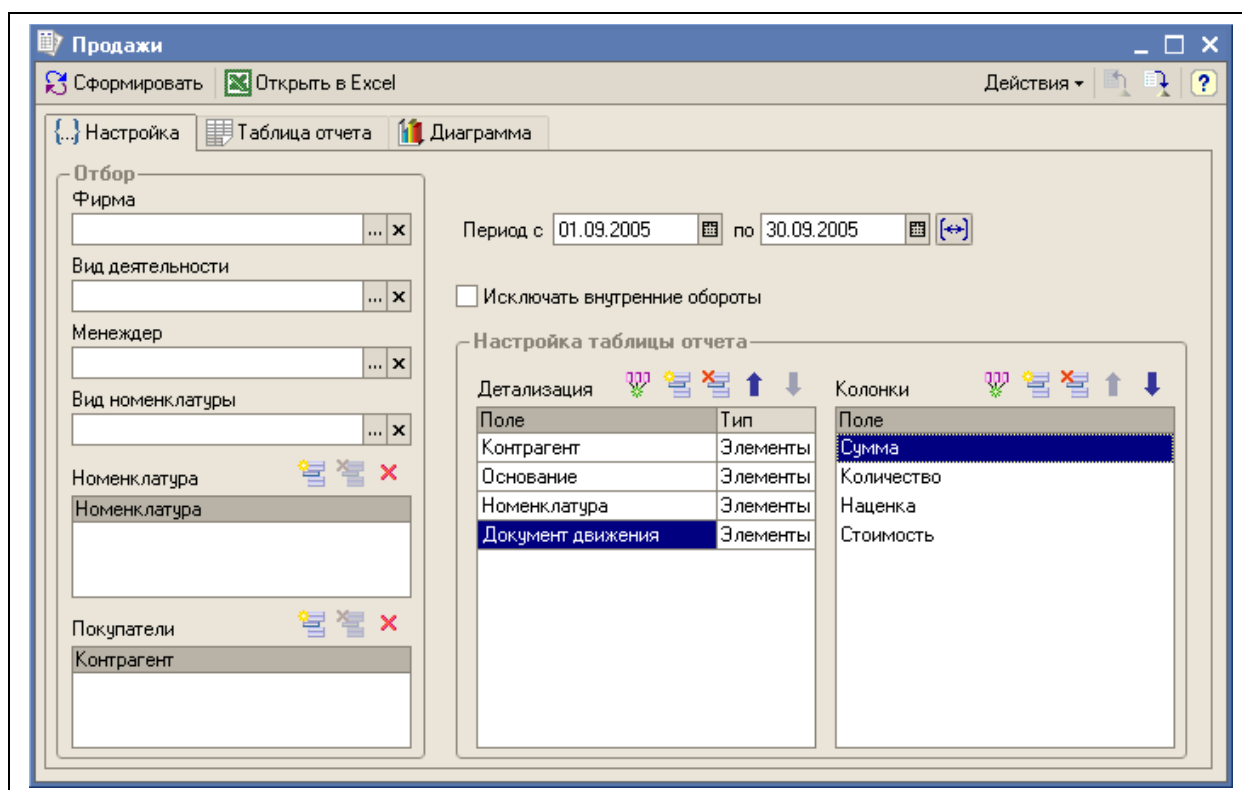 Продажи
Сформировать Открыть в Excel Действия
{...} Настройка Таблица отчета Диаграмма
Отбор
Фирма
Период с 01.09.2005 по 30.09.2005
Вид деятельности
Исключать внутренние обороты
Менеждер
Настройка таблицы отчета
Вид номенклатуры
Детализация Колонки
Поле Тип Поле
Контрагент Элементы Сумма
Основание Элементы Количество
Номенклатура Элементы Наценка
Документ движения Элементы Стоимость
Номенклатура
Номенклатура
Покупатели
Контрагент